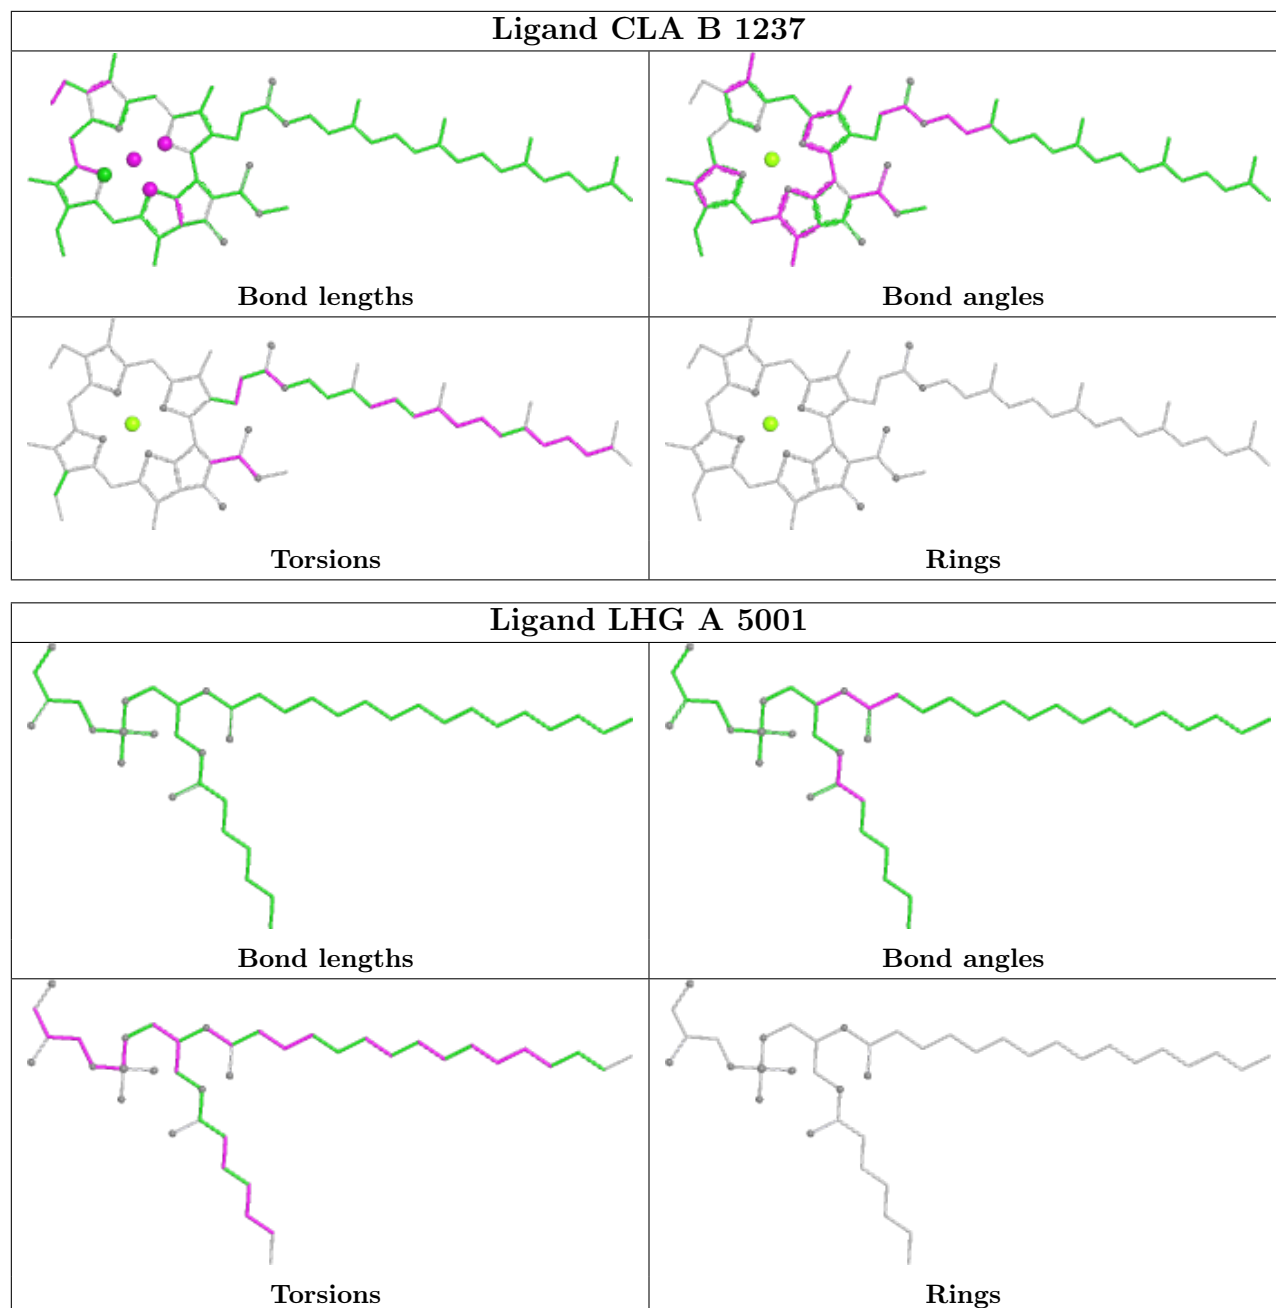 Ligand CLA B 1237
Bond lengths
Bond angles
Torsions
Rings
Ligand LHG A 5001
Bond lengths
Bond angles
Torsions
Rings